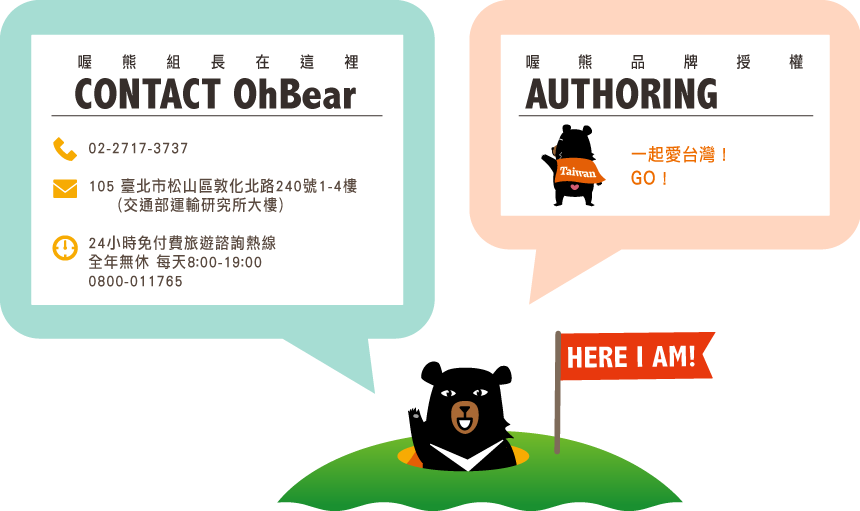 喔熊組長在這裡
CONTACT OhBear
02-2717-3737
105 臺北市松山區敦化北路240號1-4樓
(交通部運輸研究所大樓)
24小時免付費旅遊諮詢熱線
全年無休 每天8:00-19:00
0800-011765
喔熊品牌授權
AUTHORING
Taiwan
一起愛台灣！
GO！
HERE I AM!